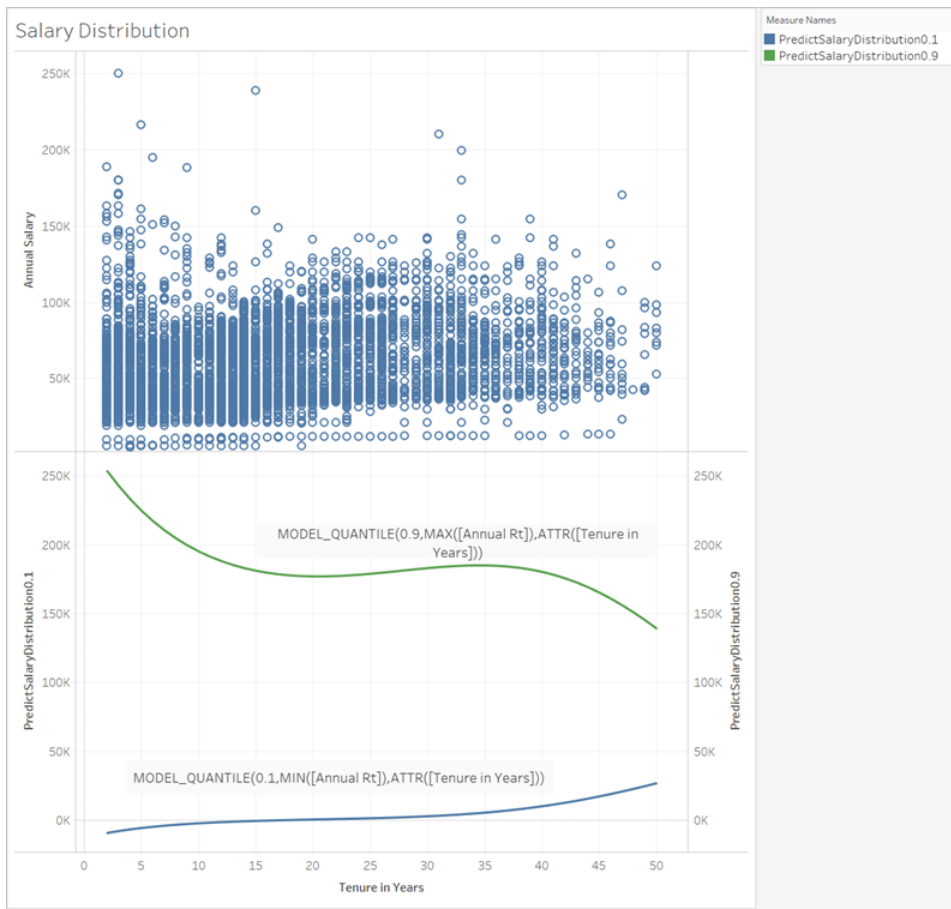 Salary Distribution
Measure Names
PredictSalaryDistribution0.1
PredictSalaryDistribution0.9
250K
200K
150K
100K
50K
Annual Salary
250K
200K
150K
100K
50K
0K
PredictSalaryDistribution0.1
MODEL_QUANTILE(0.9,MAX([Annual Rt]),ATTR([Tenure in
Years]))
MODEL_QUANTILE(0.1,MIN([Annual Rt]),ATTR([Tenure in Years]))
250K
200K
150K
100K
50K
0K
PredictSalaryDistribution0.9
0 5 10 15 20 25 30 35 40 45 50
Tenure in Years